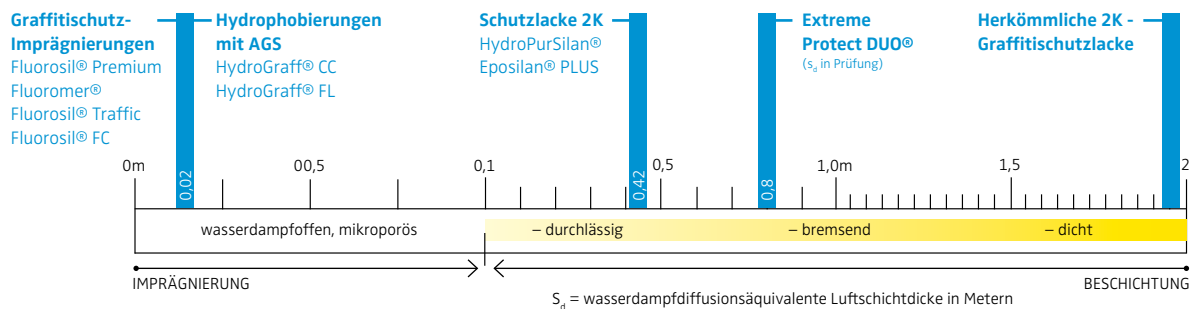 Graffitischutz-
Imprägnierungen
Fluorosil® Premium
Fluoromer®
Fluorosil® Traffic
Fluorosil® FC
Hydrophobierungen
mit AGS
HydroGraff® CC
HydroGraff® FL
Schutzlacke 2K
HydroPurSilan®
Eposilan® PLUS
Extreme
Protect DUO®
(sd in Prüfung)
Herkömmliche 2K -
Graffitischutzlacke
0m 00,5 0,1 0,5 1,0m 1,5 2
0,02
0,42
0,8
wasserdampfoffen, mikroporös – durchlässig – bremsend – dicht
IMPRÄGNIERUNG BESCHICHTUNG
Sd = wasserdampfdiffusionsäquivalente Luftschichtdicke in Metern